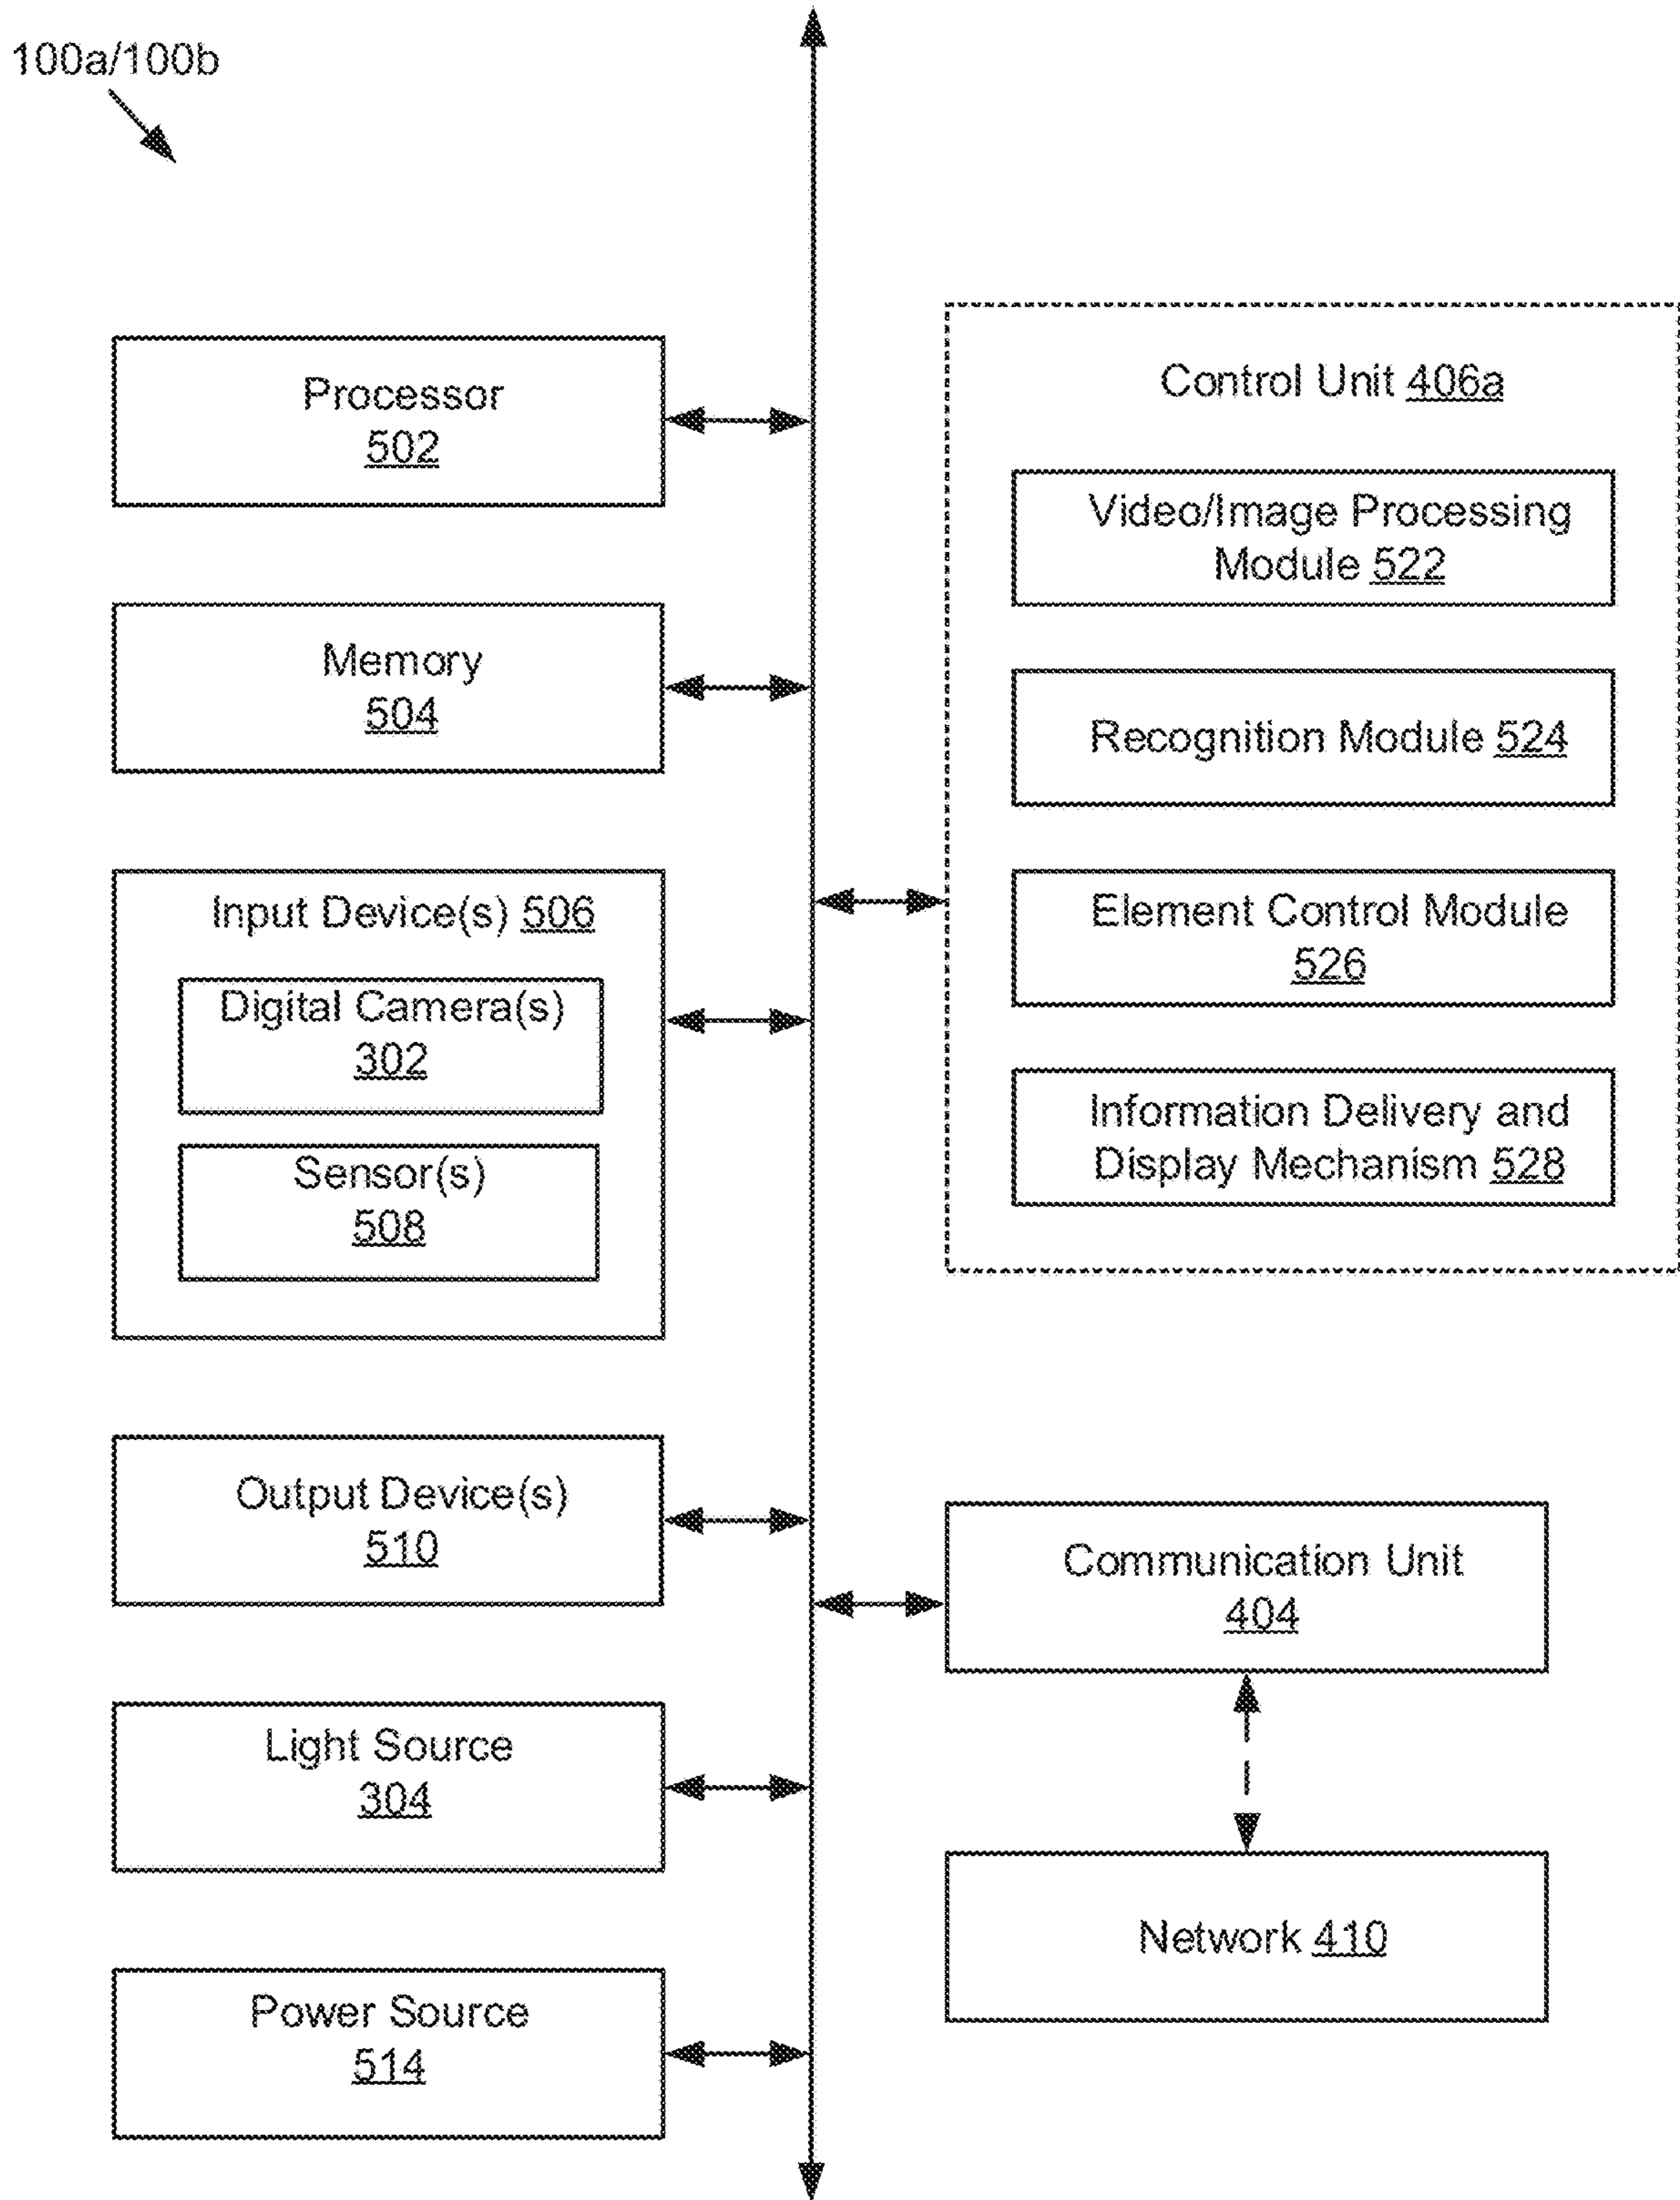 100a/100b
Processor
502
Memory
504
Input Device(s) 506
Digital Camera(s)
302
Sensor(s)
508
Output Device(s)
510
Light Source
304
Power Source
514
Control Unit 406a
Video/Image Processing
Module 522
Recognition Module 524
Element Control Module
526
Information Delivery and
Display Mechanism 528
Communication Unit
404
Network 410